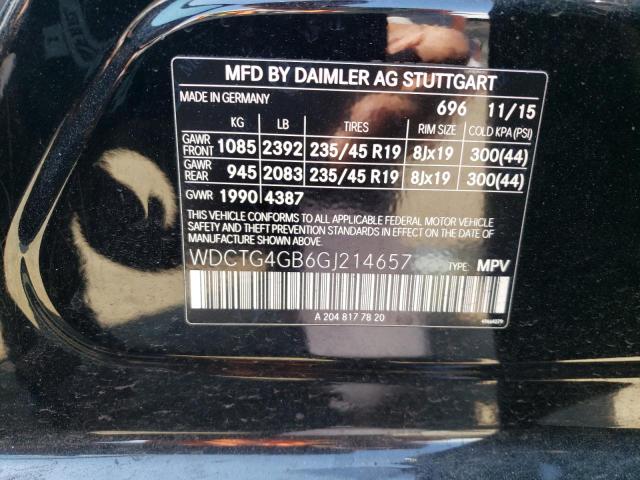 MFD BY DAIMLER AG STUTTGART
MADE IN GERMANY 696 11/15
KG LB TIRES RIM SIZE COLD KPA(PSI)
GAWR FRONT 1085 2392 235/45 R19 8Jx19 300(44)
GAWR REAR 945 2083 235/45 R19 8Jx19 300(44)
GVWR 1990 4387
THIS VEHICLE CONFORMS TO ALL APPLICABLE FEDERAL MOTOR VEHICLE
SAFETY AND THEFT PREVENTION STANDARDS IN EFFECT ON THE
DATE OF MANUFACTURE SHOWN ABOVE.
WDCTG4GB6GJ214657 TYPE: MPV
A 204 817 78 20